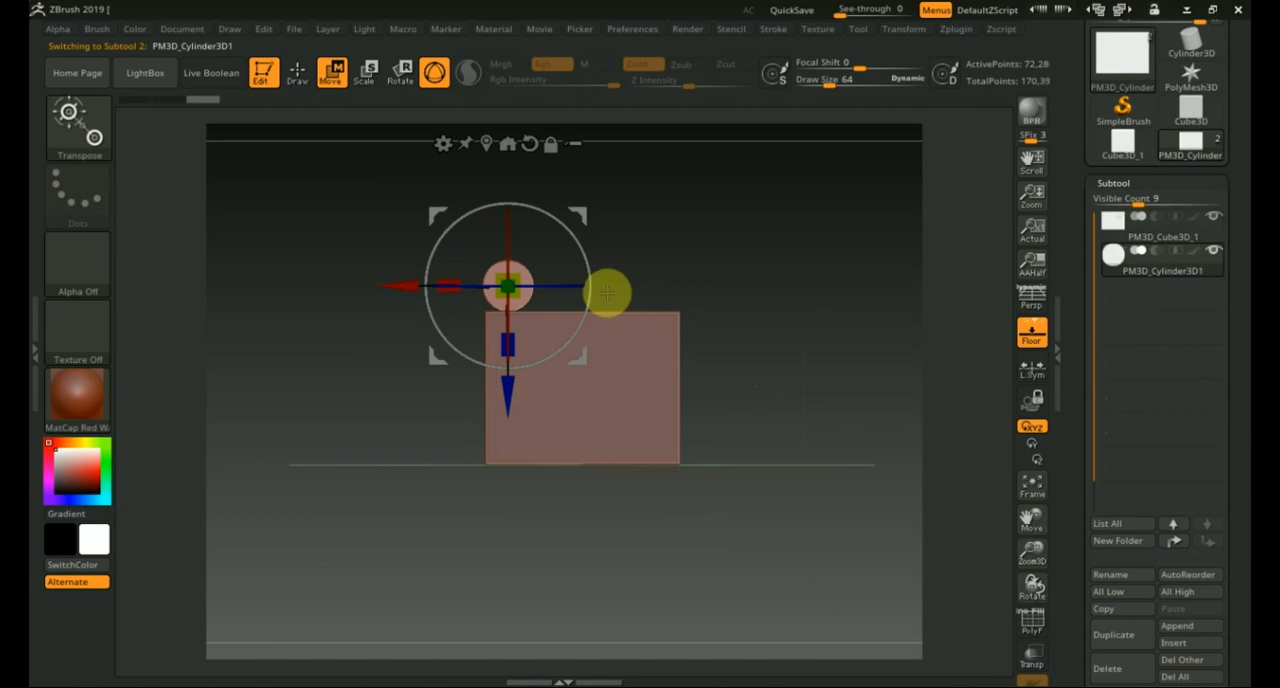 ZBrush 2019 [
AC QuickSave See-through 0 Menus DefaultZScript
Alpha Brush Color Document Draw Edit File Layer Light Macro Marker Material Movie Picker Preferences Render Stencil Stroke Texture Tool Transform Zplugin Zscript
Switching to Subtool 2: PM3D_Cylinder3D1
Home Page LightBox Live Boolean Edit Draw Move Scale Rotate
Mrgb Rgb M Zadd Zsub Zcut
Rgb Intensity Z Intensity
Focal Shift 0
Draw Size 64 Dynamic
S
D
ActivePoints: 72,28
TotalPoints: 170,39
Transpose
Dots
Alpha Off
Texture Off
MatCap Red W
Gradient
SwitchColor
Alternate
BPR
SPix 3
Scroll
Zoom
Actual
AAHalf
Dynamic
Persp
Floor
L.Sym
XYZ
Frame
Move
Zoom3D
Rotate
Line Fill
PolyF
Transp
PM3D_Cylinder Cylinder3D
PolyMesh3D
SimpleBrush Cube3D
2
Cube3D_1 PM3D_Cylinder
Subtool
Visible Count 9
PM3D_Cube3D_1
PM3D_Cylinder3D1
List All
New Folder
Rename AutoReorder
All Low All High
Copy Paste
Duplicate Append
Insert
Delete Del Other
Del All